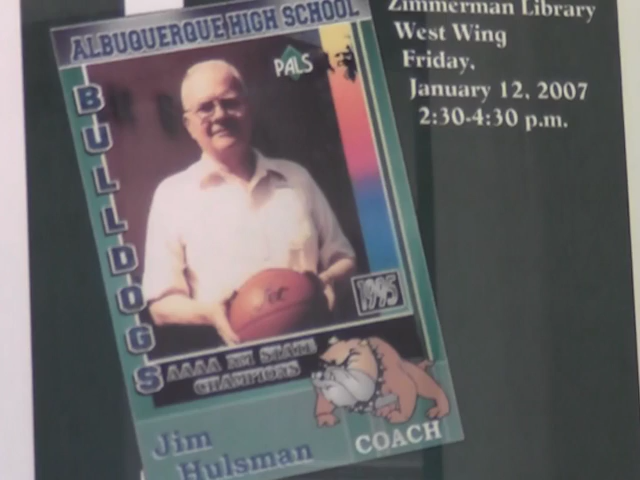 ALBUQUERQUE HIGH SCHOOL
PALS
BULLDOGS
1995
AAAA STATE
CHAMPIONS
Jim
Hulsman
COACH
Zimmerman Library
West Wing
Friday,
January 12, 2007
2:30-4:30 p.m.